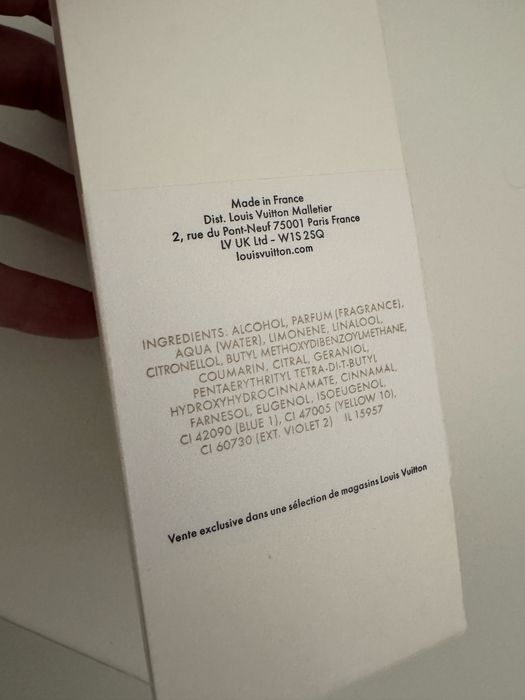 Made in France
Dist. Louis Vuitton Malletier
2, rue du Pont-Neuf 75001 Paris France
LV UK Ltd - W1S 2SQ
louisvuitton.com
INGREDIENTS: ALCOHOL, PARFUM (FRAGRANCE),
AQUA (WATER), LIMONENE, LINALOOL,
CITRONELLOL, BUTYL METHOXYDIBENZOYLMETHANE,
COUMARIN, CITRAL, GERANIOL,
PENTAERYTHRITYL TETRA-DI-T-BUTYL
HYDROXYHYDROCINNAMATE, CINNAMAL,
FARNESOL, EUGENOL, ISOEUGENOL,
CI 42090 (BLUE 1), CI 47005 (YELLOW 10),
CI 60730 (EXT. VIOLET 2) IL 15957
Vente exclusive dans une sélection de magasins Louis Vuitton